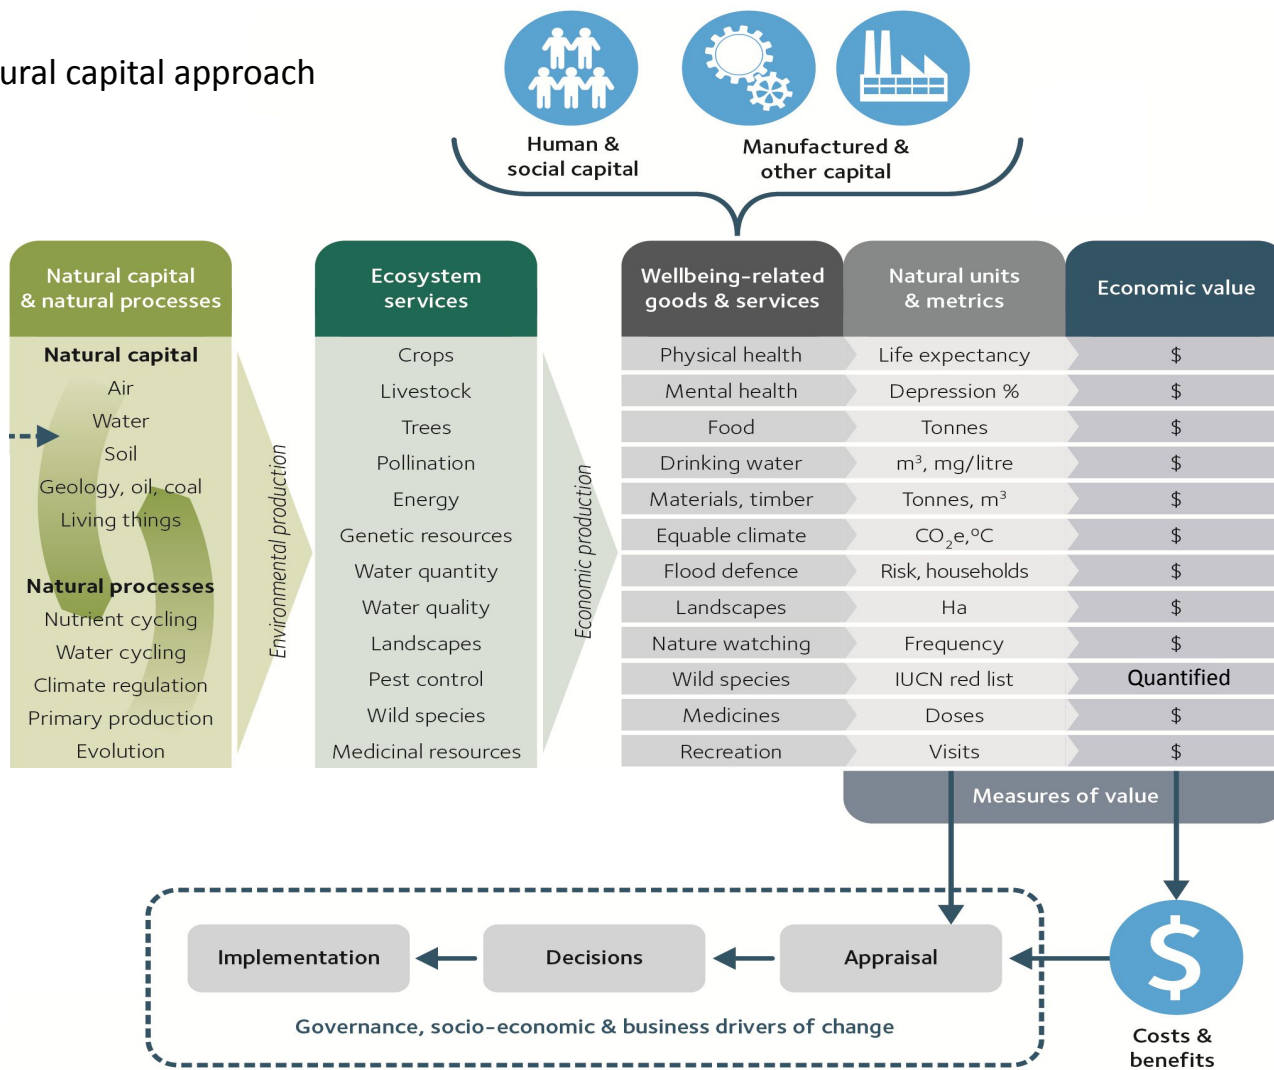 ural capital approach
Human &
social capital
Manufactured &
other capital
Natural capital
& natural processes
Natural capital
Air
Water
Soil
Geology, oil, coal
Living things
Natural processes
Nutrient cycling
Water cycling
Climate regulation
Primary production
Evolution
Environmental production
Ecosystem
services
Crops
Livestock
Trees
Pollination
Energy
Genetic resources
Water quantity
Water quality
Landscapes
Pest control
Wild species
Medicinal resources
Economic production
Wellbeing-related
goods & services
Natural units
& metrics
Economic value
Physical health Life expectancy $
Mental health Depression % $
Food Tonnes $
Drinking water m³, mg/litre $
Materials, timber Tonnes, m³ $
Equable climate CO₂e,ºC $
Flood defence Risk, households $
Landscapes Ha $
Nature watching Frequency $
Wild species IUCN red list Quantified
Medicines Doses $
Recreation Visits $
Measures of value
Implementation
Decisions
Appraisal
$
Governance, socio-economic & business drivers of change
Costs &
benefits